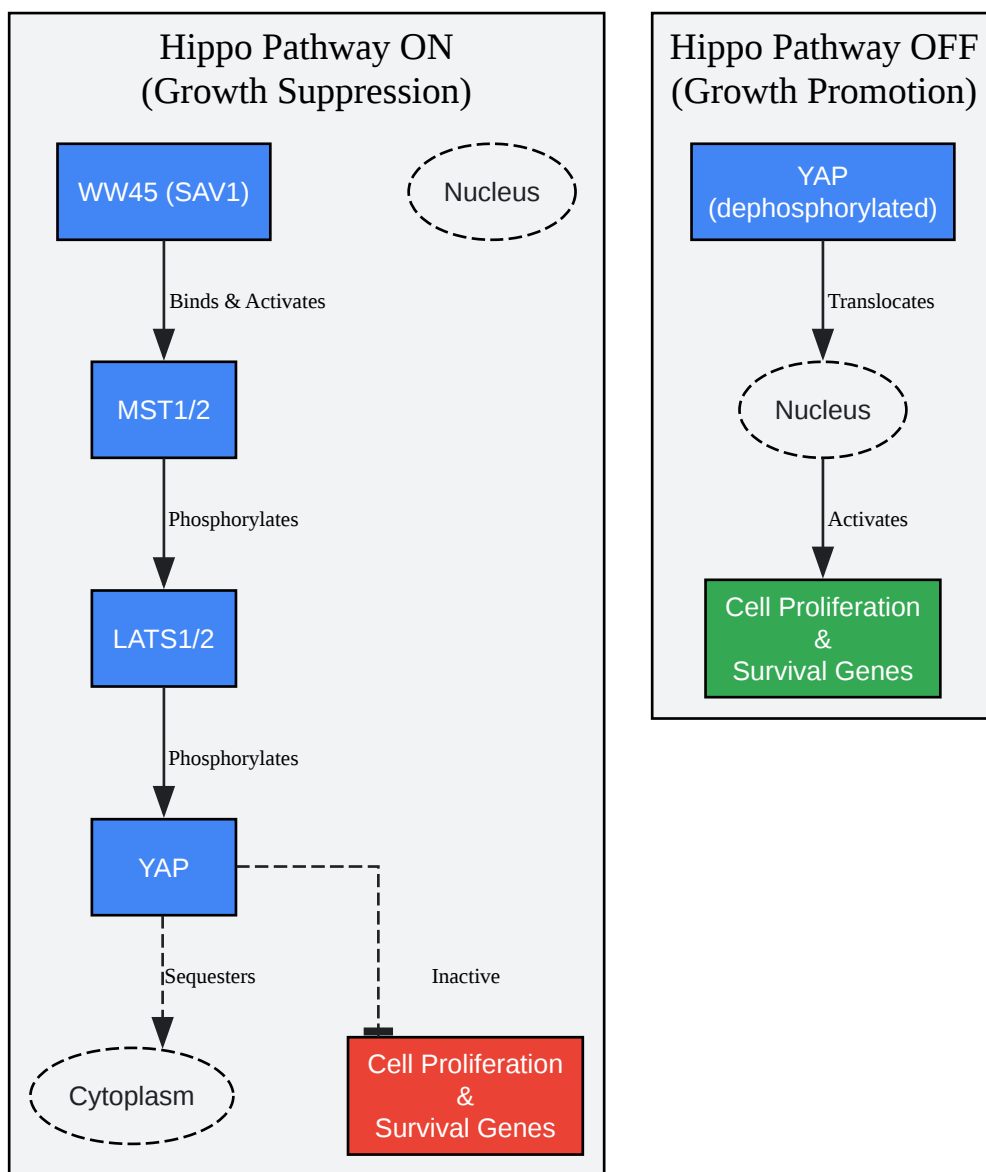 Hippo Pathway ON
(Growth Suppression)
WW45 (SAV1)
Nucleus
Binds & Activates
MST1/2
Phosphorylates
LATS1/2
Phosphorylates
YAP
Sequesters
Inactive
Cytoplasm
Cell Proliferation
&
Survival Genes
Hippo Pathway OFF
(Growth Promotion)
YAP
(dephosphorylated)
Translocates
Nucleus
Activates
Cell Proliferation
&
Survival Genes